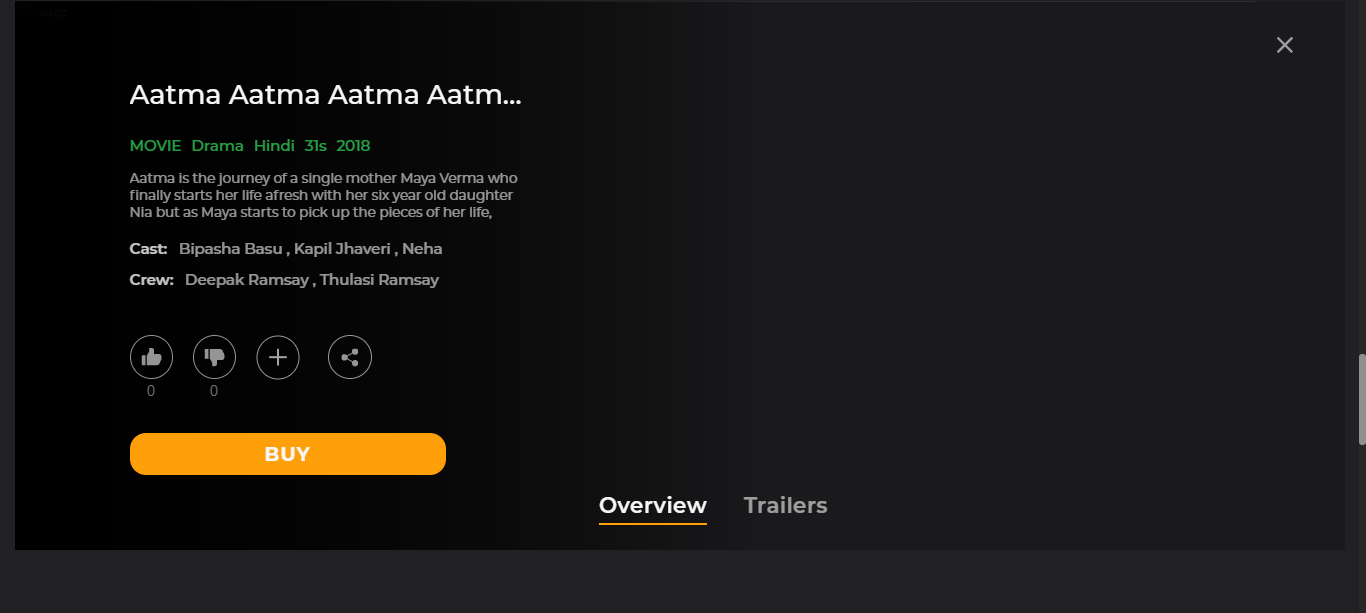 Aatma Aatma Aatma Aatm...
MOVIE Drama Hindi 31s 2018
Aatma is the journey of a single mother Maya Verma who
finally starts her life afresh with her six year old daughter
Nia but as Maya starts to pick up the pieces of her life,
Cast: Bipasha Basu , Kapil Jhaveri , Neha
Crew: Deepak Ramsay , Thulasi Ramsay
0 0
BUY
Overview Trailers